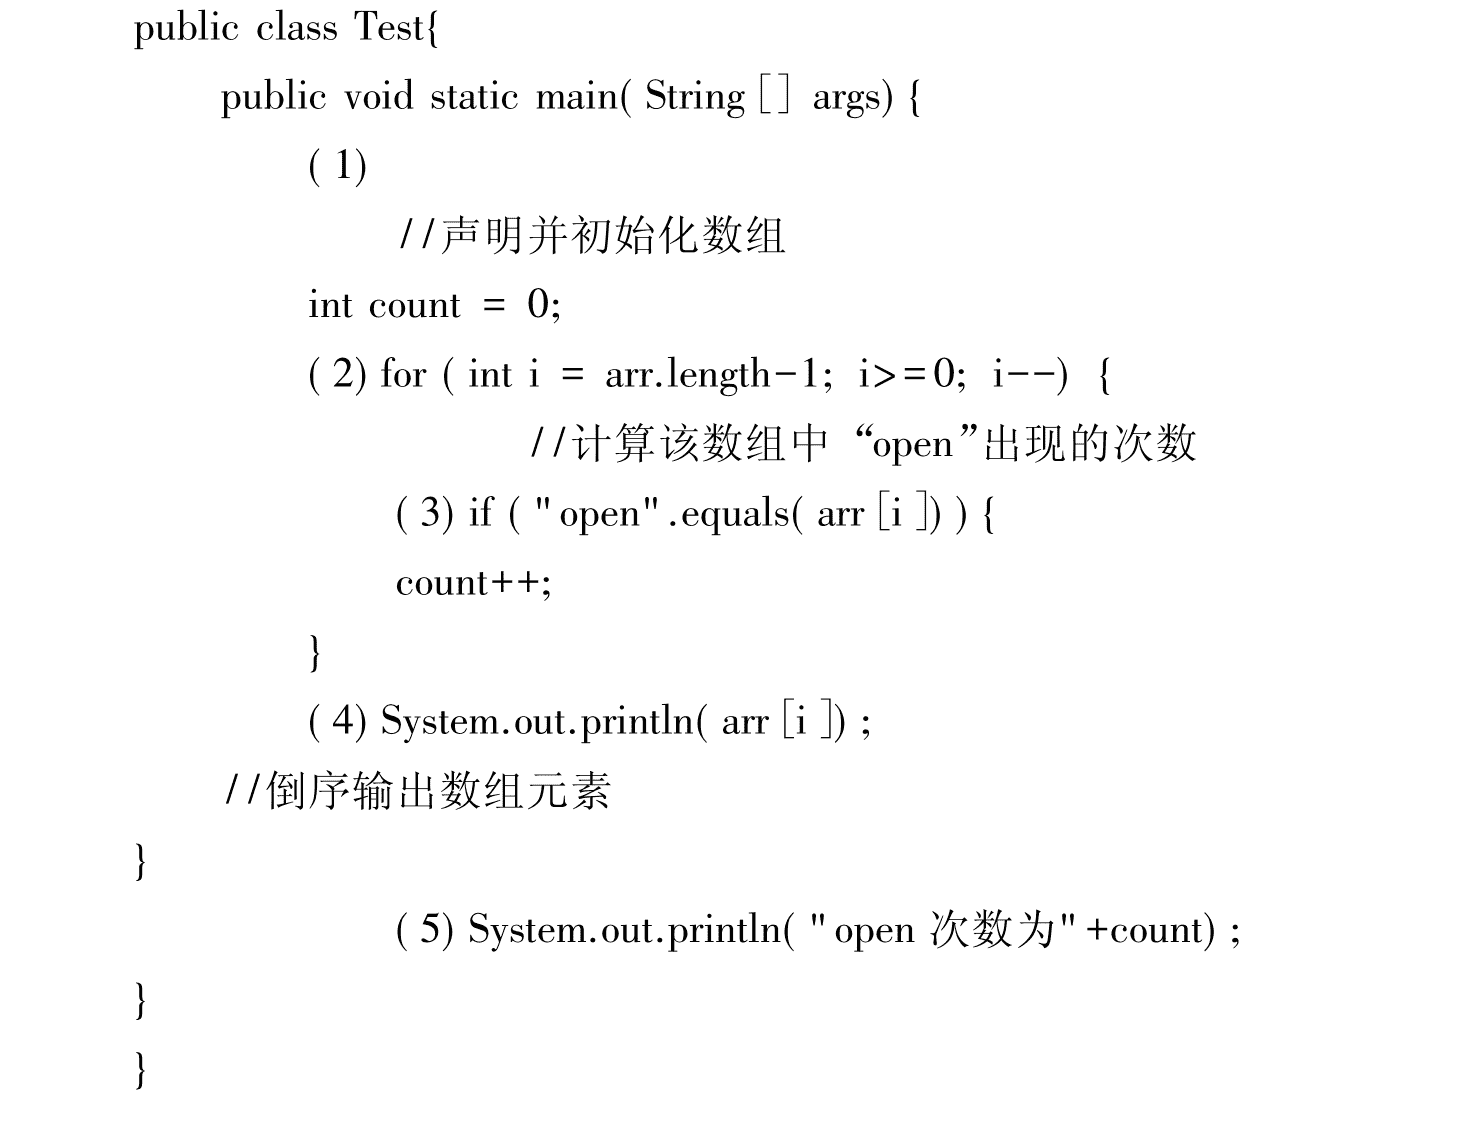 public class Test{
public void static main( String [] args) {
( 1)
//声明并初始化数组
int count = 0;
( 2) for ( int i = arr.length-1; i>=0; i--) {
//计算该数组中 “open”出现的次数
( 3) if ( "open".equals( arr [i ]) ) {
count++;
}
( 4) System.out.println( arr [i ]) ;
//倒序输出数组元素
}
( 5) System.out.println( "open 次数为"+count) ;
}
}